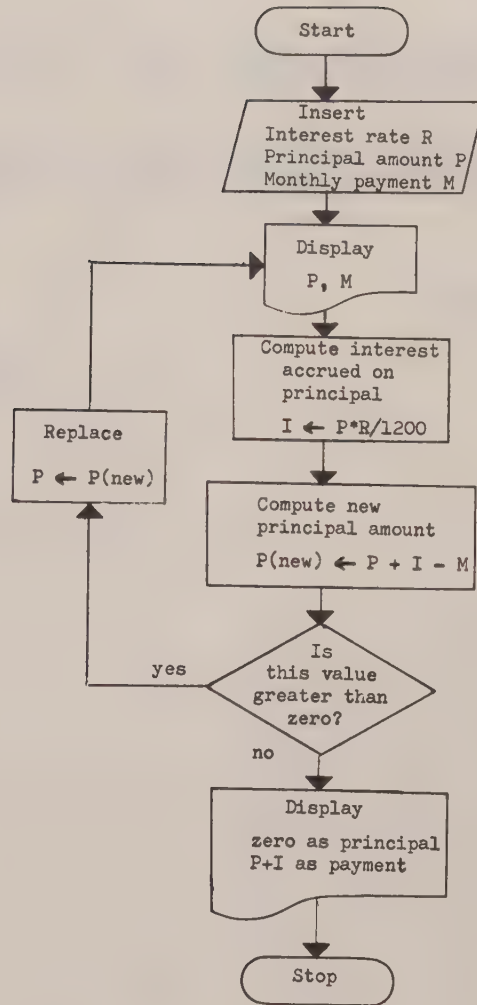 Start
Insert
Interest rate R
Principal amount P
Monthly payment M
Display
P, M
Compute interest
accrued on
principal
I ← P*R/1200
Replace
P ← P(new)
Compute new
principal amount
P(new) ← P + I - M
Is
this value
greater than
zero?
yes
no
Display
zero as principal
P+I as payment
Stop